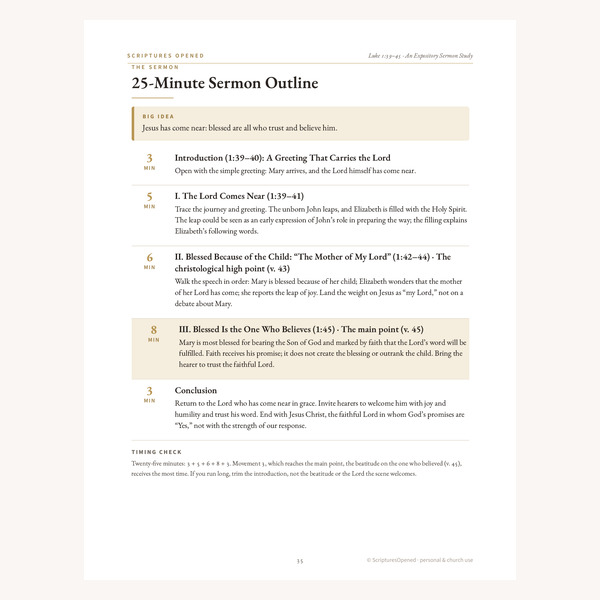 SCRIPTURES OPENED
Luke 1:39–45 · An Expository Sermon Study
THE SERMON
25-Minute Sermon Outline
BIG IDEA
Jesus has come near: blessed are all who trust and believe him.
3
MIN
Introduction (1:39–40): A Greeting That Carries the Lord
Open with the simple greeting: Mary arrives, and the Lord himself has come near.
5
MIN
I. The Lord Comes Near (1:39–41)
Trace the journey and greeting. The unborn John leaps, and Elizabeth is filled with the Holy Spirit.
The leap could be seen as an early expression of John's role in preparing the way; the filling explains
Elizabeth's following words.
6
MIN
II. Blessed Because of the Child: “The Mother of My Lord” (1:42–44) · The
christological high point (v. 43)
Walk the speech in order: Mary is blessed because of her child; Elizabeth wonders that the mother
of her Lord has come; she reports the leap of joy. Land the weight on Jesus as “my Lord,” not on a
debate about Mary.
8
MIN
III. Blessed Is the One Who Believes (1:45) · The main point (v. 45)
Mary is most blessed for bearing the Son of God and marked by faith that the Lord's word will be
fulfilled. Faith receives his promise; it does not create the blessing or outrank the child. Bring the
hearer to trust the faithful Lord.
3
MIN
Conclusion
Return to the Lord who has come near in grace. Invite hearers to welcome him with joy and
humility and trust his word. End with Jesus Christ, the faithful Lord in whom God's promises are
“Yes,” not with the strength of our response.
TIMING CHECK
Twenty-five minutes: 3 + 5 + 6 + 8 + 3. Movement 3, which reaches the main point, the beatitude on the one who believed (v. 45),
receives the most time. If you run long, trim the introduction, not the beatitude or the Lord the scene welcomes.
35
© ScripturesOpened · personal & church use